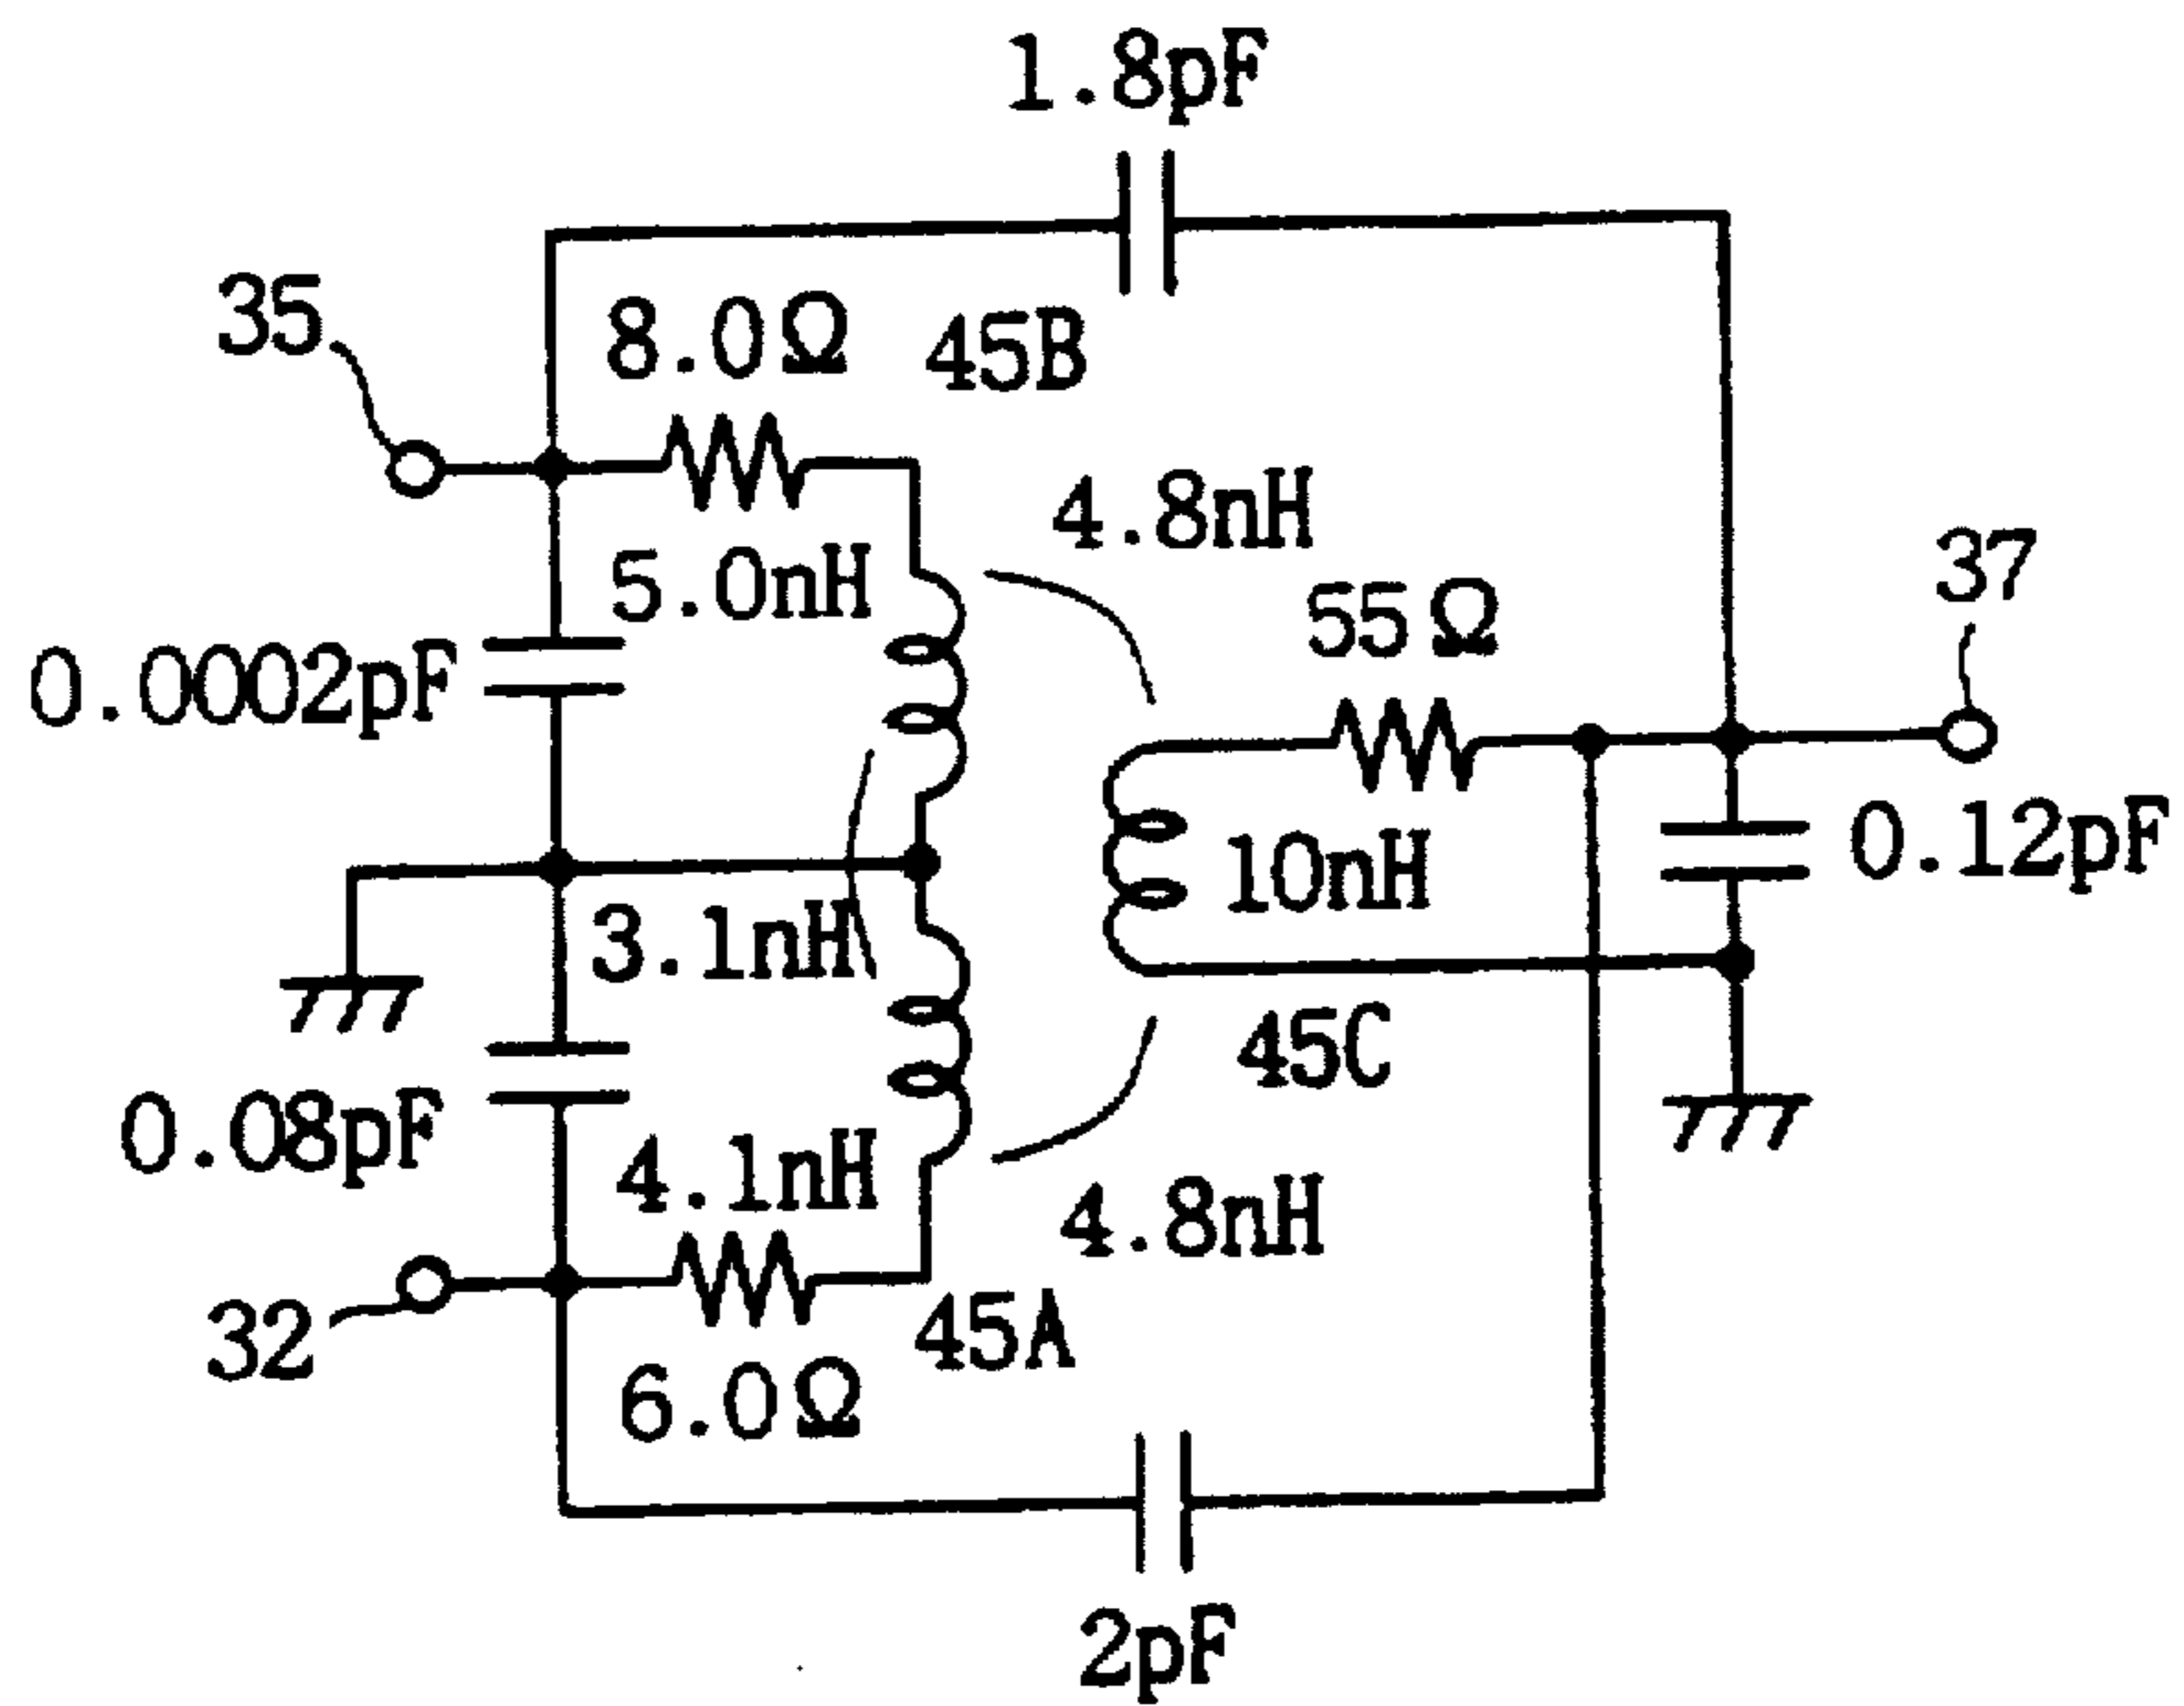 1.8pF
35
8.0Ω
45B
4.8nH
5.0nH
55Ω
37
0.0002pF
10nH
0.12pF
3.1nH
45C
0.08pF
4.1nH
4.8nH
32
45A
6.0Ω
2pF